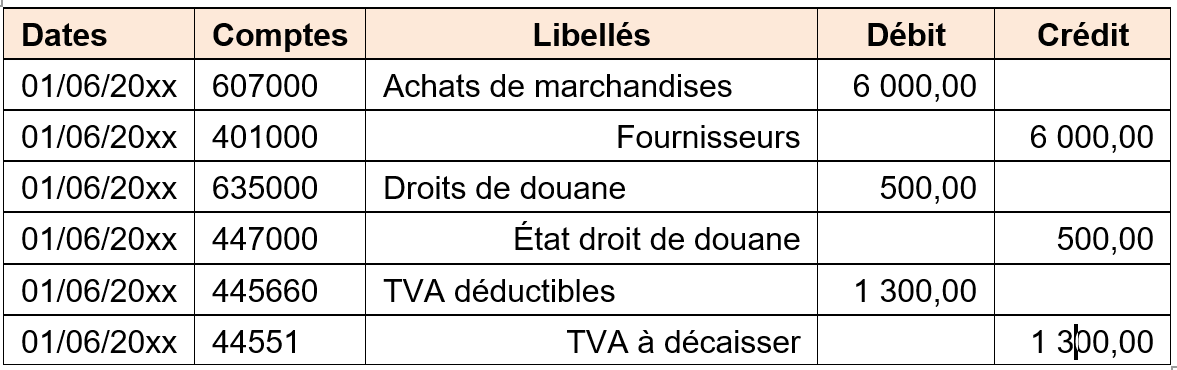 Dates Comptes Libellés Débit Crédit
01/06/20xx 607000 Achats de marchandises 6 000,00
01/06/20xx 401000 Fournisseurs 6 000,00
01/06/20xx 635000 Droits de douane 500,00
01/06/20xx 447000 État droit de douane 500,00
01/06/20xx 445660 TVA déductibles 1 300,00
01/06/20xx 44551 TVA à décaisser 1 300,00